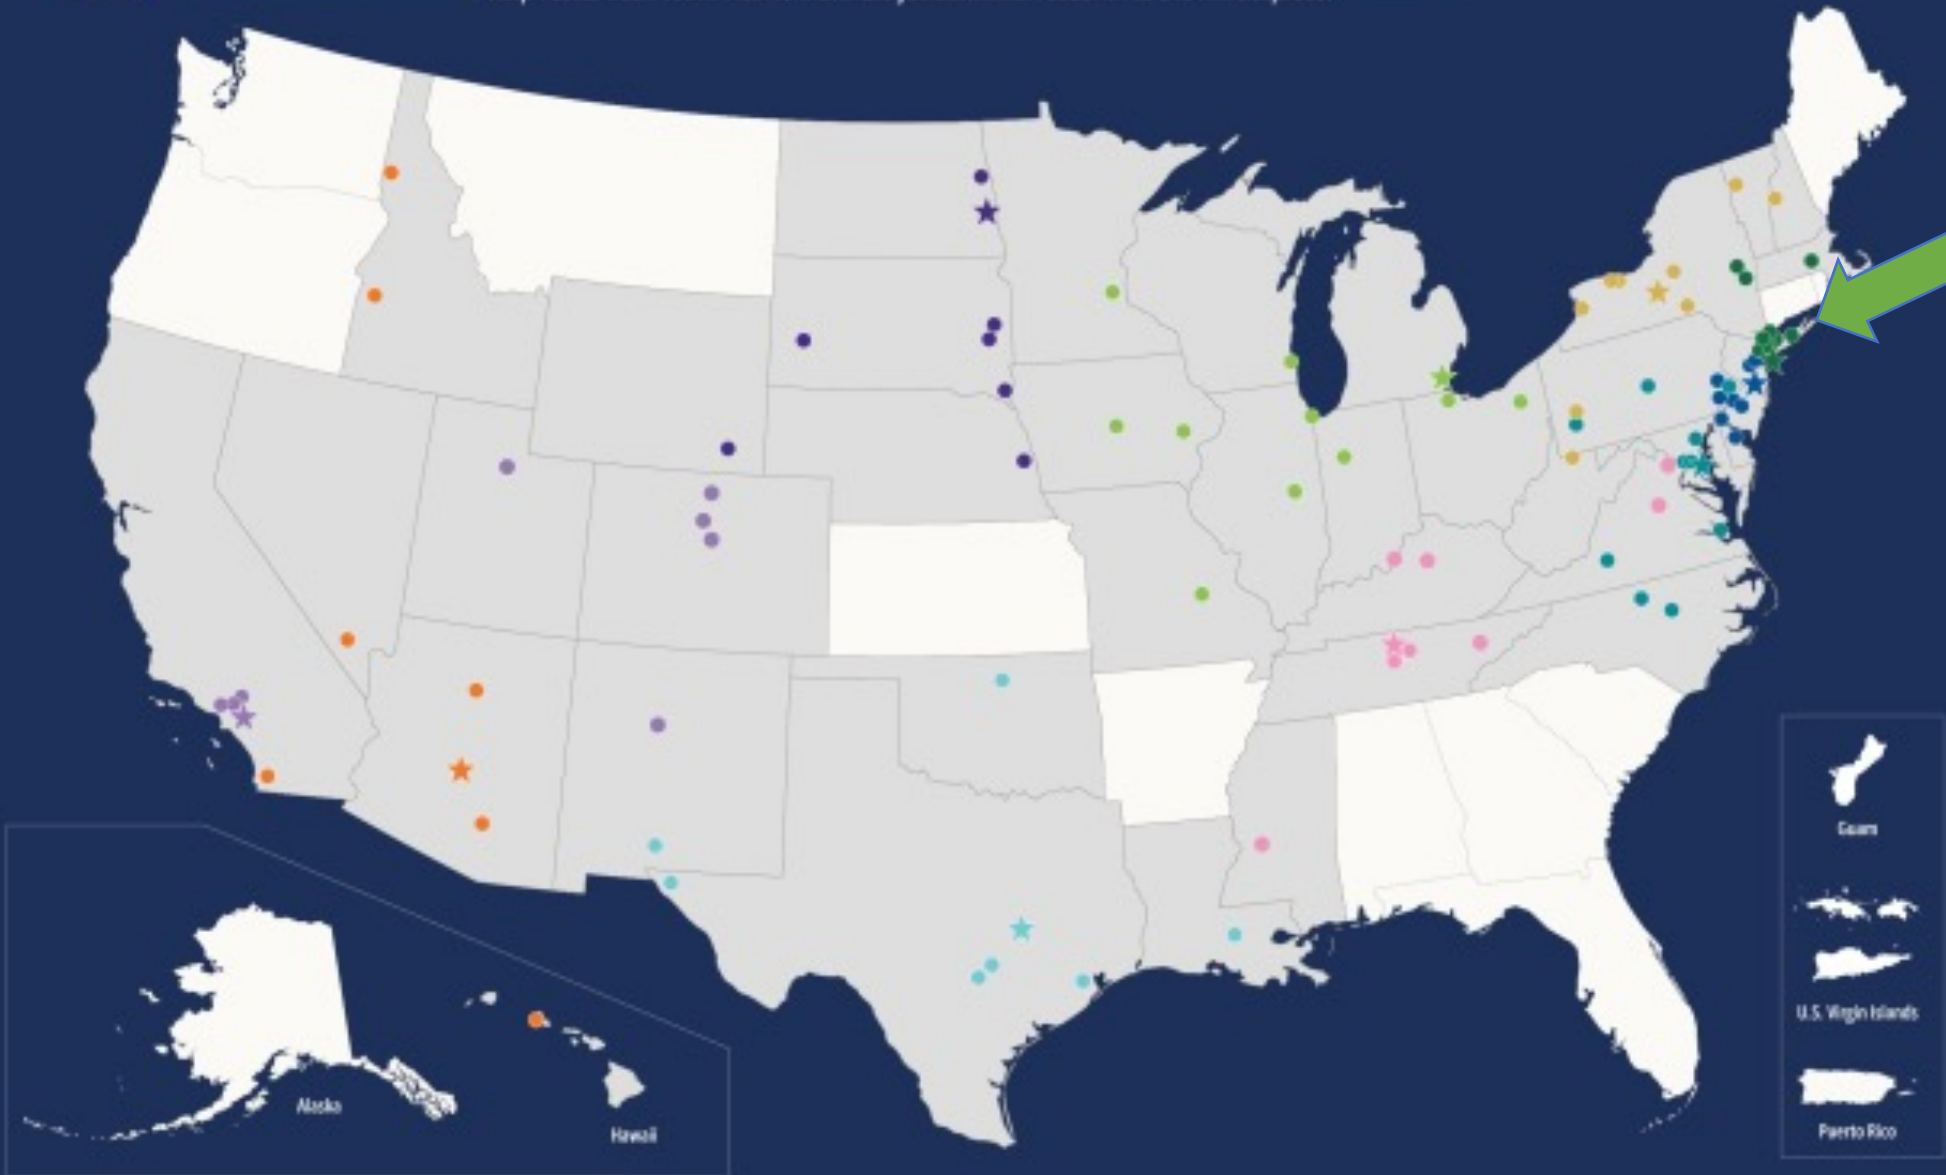 Guam
U.S. Virgin Islands
Alaska
Hawaii
Puerto Rico